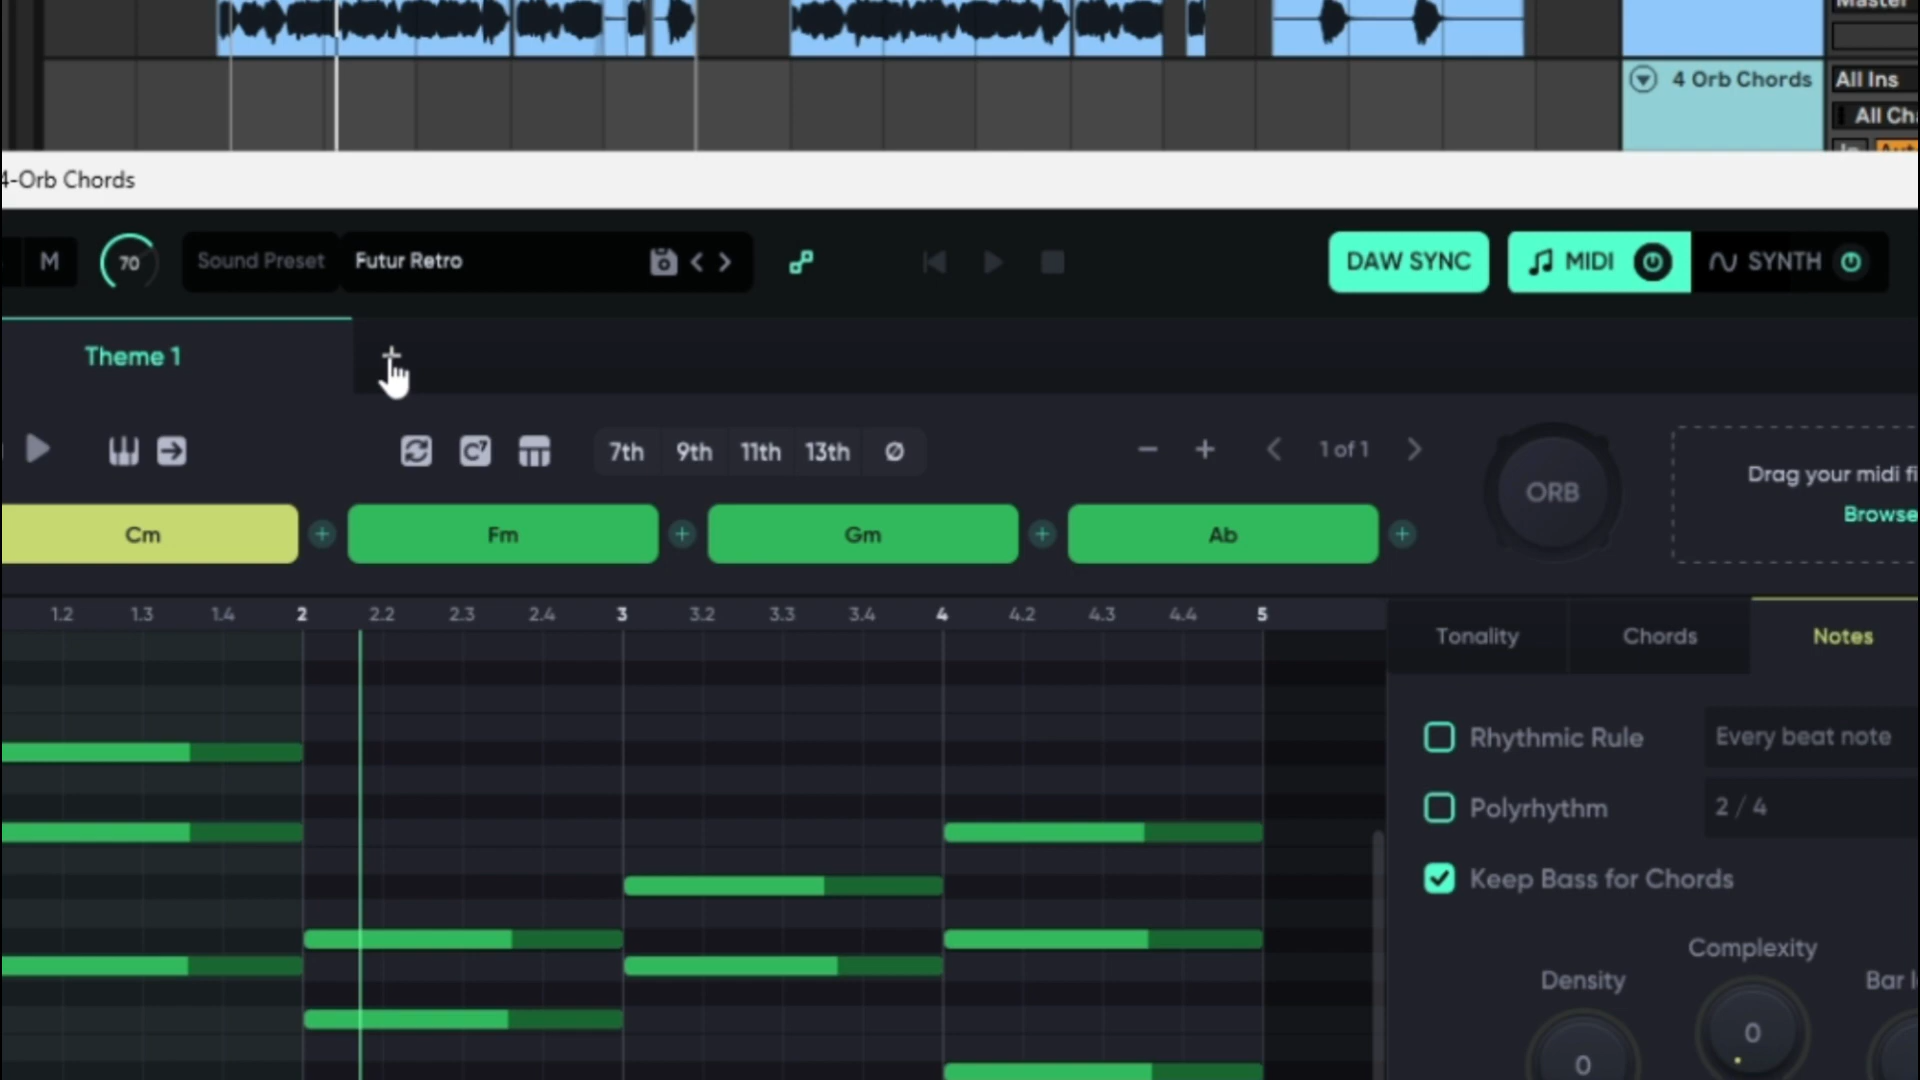 Master
4 Orb Chords
All Ins
All Ch
In
Aut
4-Orb Chords
M
70
Sound Preset
Futur Retro
DAW SYNC
MIDI
SYNTH
Theme 1
+
C7
7th
9th
11th
13th
Ø
1 of 1
ORB
Drag your midi fi
Browse
Cm
+
Fm
+
Gm
+
Ab
+
1.2
1.3
1.4
2
2.2
2.3
2.4
3
3.2
3.3
3.4
4
4.2
4.3
4.4
5
Tonality
Chords
Notes
Rhythmic Rule
Every beat note
Polyrhythm
2 / 4
Keep Bass for Chords
Complexity
Density
Bar l
0
0